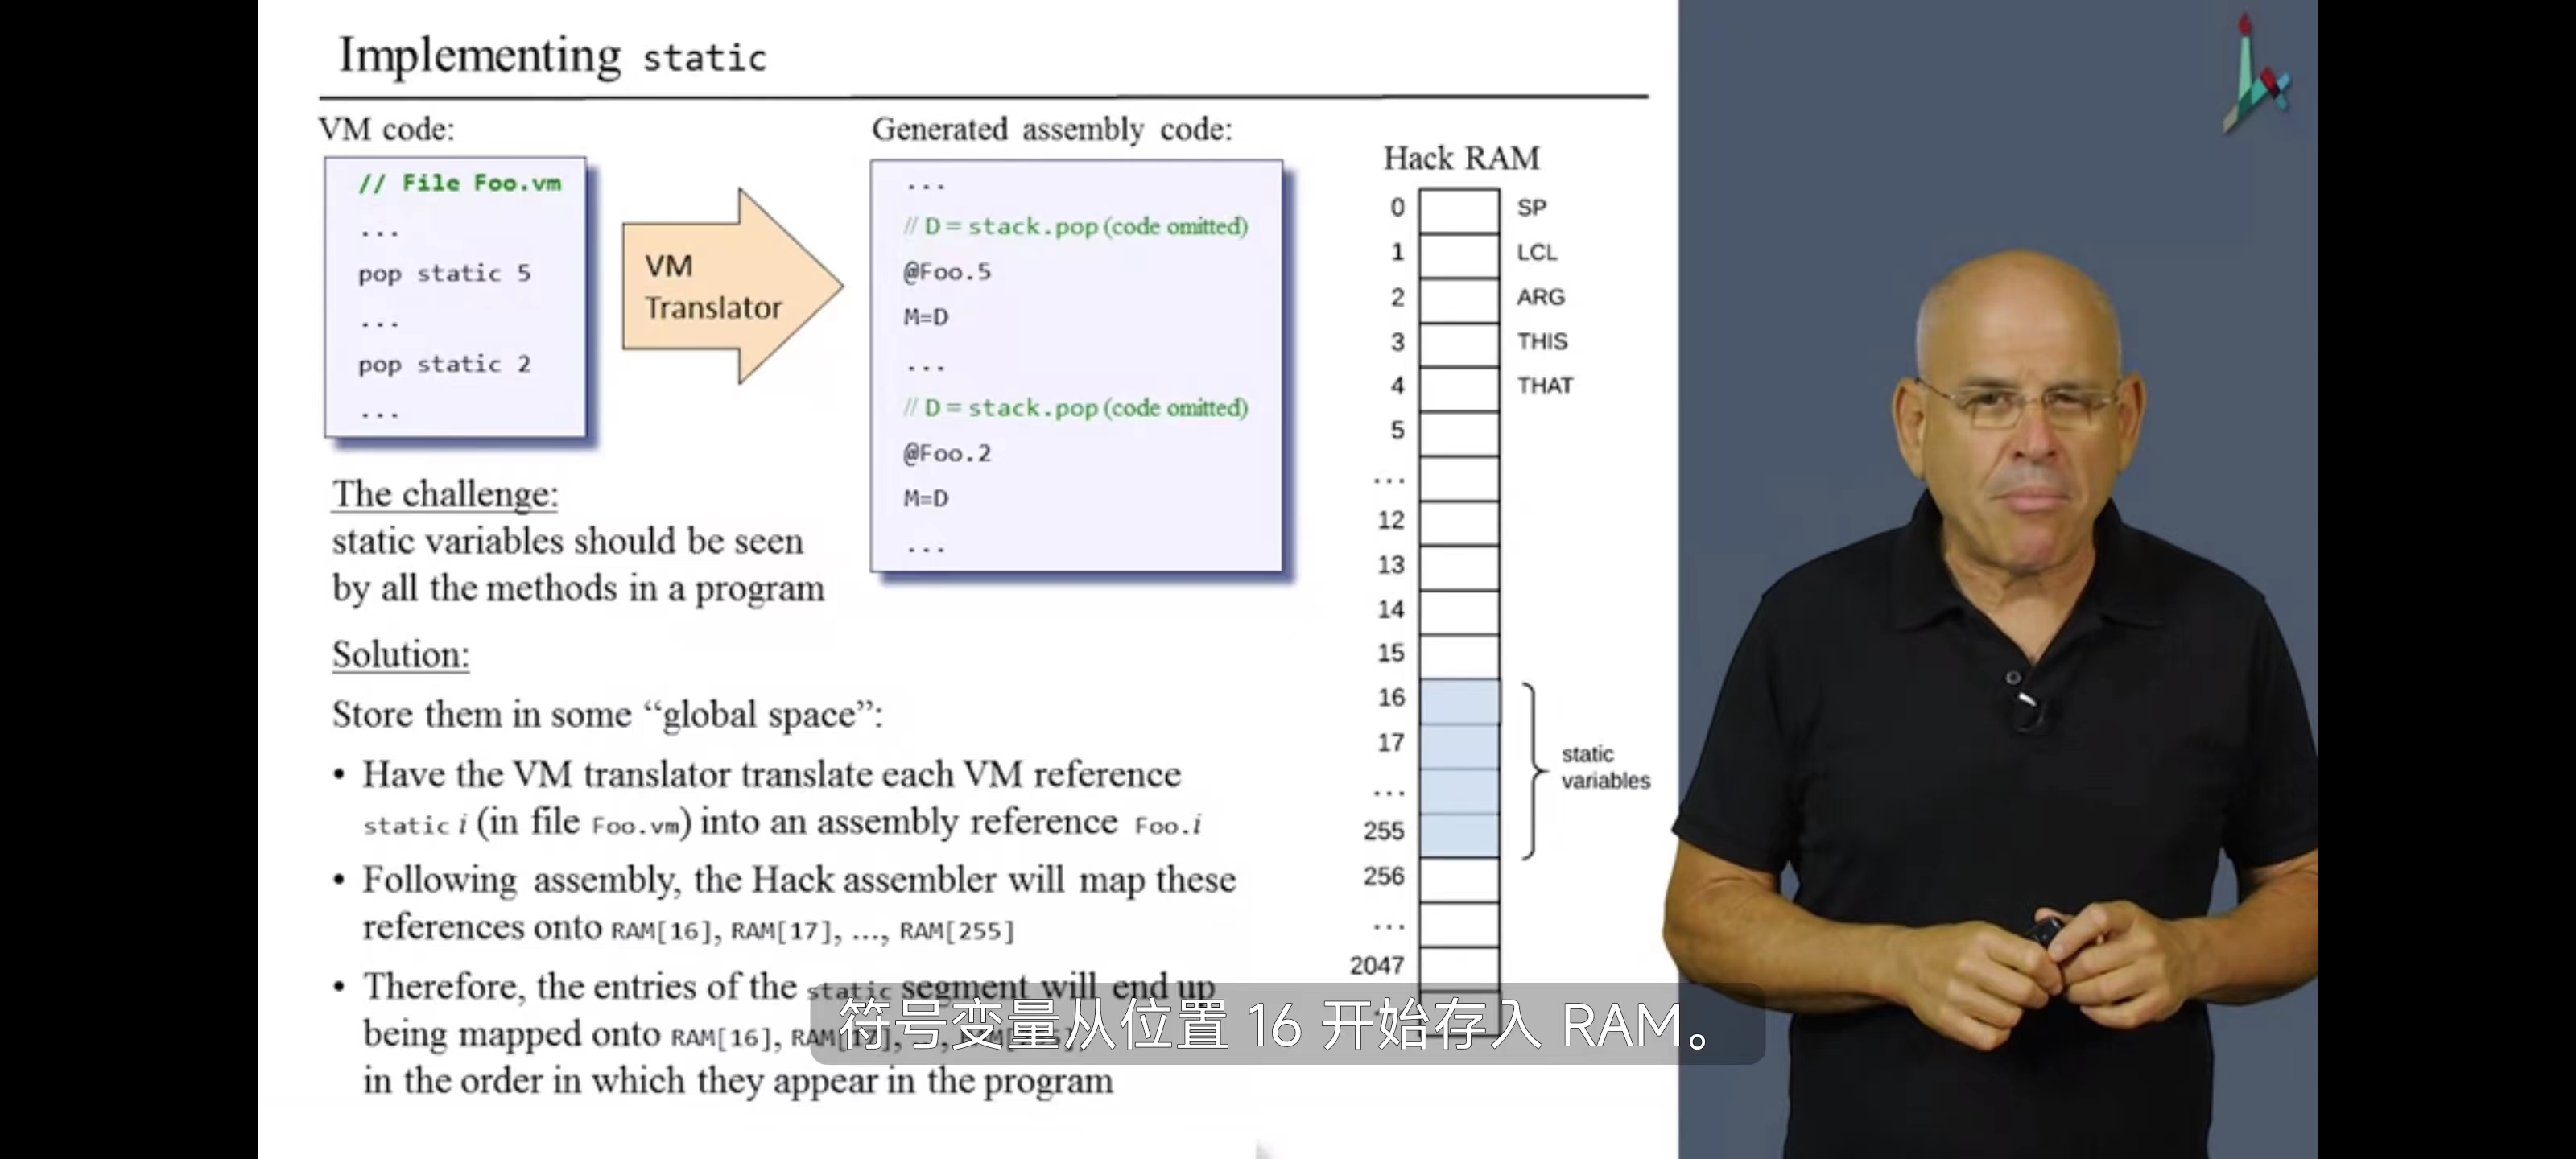 Implementing static
VM code:
// File Foo.vm
...
pop static 5
...
pop static 2
...
VM
Translator
Generated assembly code:
...
// D = stack.pop (code omitted)
@Foo.5
M=D
...
// D = stack.pop (code omitted)
@Foo.2
M=D
...
The challenge:
static variables should be seen
by all the methods in a program
Solution:
Store them in some “global space”:
• Have the VM translator translate each VM reference
static i (in file Foo.vm) into an assembly reference Foo.i
• Following assembly, the Hack assembler will map these
references onto RAM[16], RAM[17], ..., RAM[255]
• Therefore, the entries of the static segment will end up
being mapped onto RAM[16], RAM[17], ...,
in the order in which they appear in the program
Hack RAM
0 SP
1 LCL
2 ARG
3 THIS
4 THAT
5
...
12
13
14
15
16
17
...
255
256
...
2047
static
variables
符号变量从位置 16 开始存入 RAM。